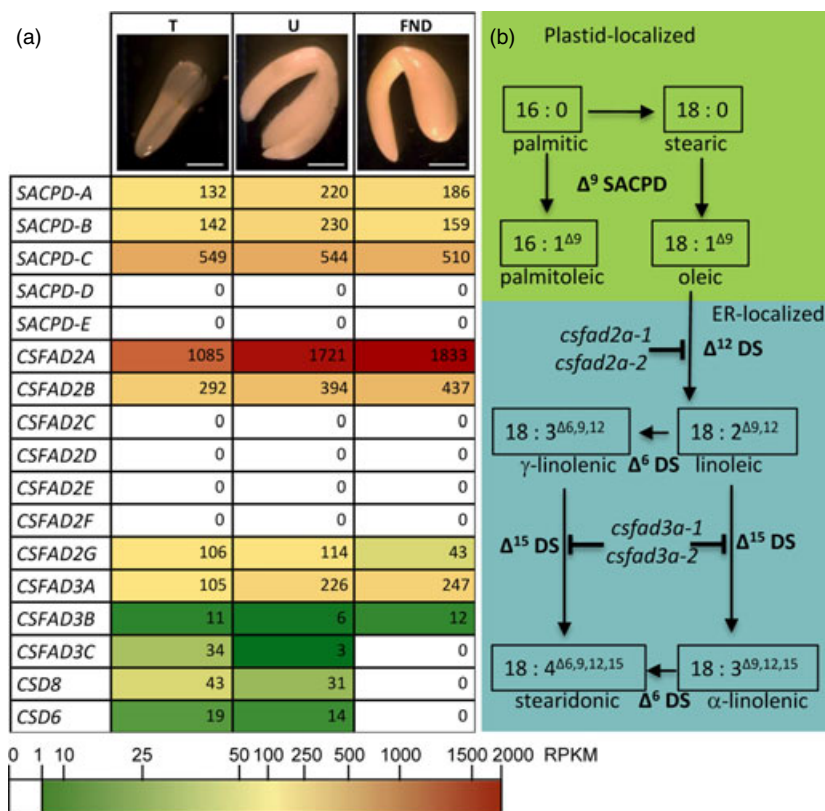 (a)
T U FND
SACPD-A 132 220 186
SACPD-B 142 230 159
SACPD-C 549 544 510
SACPD-D 0 0 0
SACPD-E 0 0 0
CSFAD2A 1085 1721 1833
CSFAD2B 292 394 437
CSFAD2C 0 0 0
CSFAD2D 0 0 0
CSFAD2E 0 0 0
CSFAD2F 0 0 0
CSFAD2G 106 114 43
CSFAD3A 105 226 247
CSFAD3B 11 6 12
CSFAD3C 34 3 0
CSD8 43 31 0
CSD6 19 14 0
0 1 10 25 50 100 250 500 1000 1500 2000 RPKM
(b)
Plastid-localized
16 : 0 18 : 0
palmitic stearic
Δ⁹ SACPD
16 : 1^Δ9 18 : 1^Δ9
palmitoleic oleic
ER-localized
csfad2a-1
csfad2a-2
Δ¹² DS
18 : 3^Δ6,9,12 18 : 2^Δ9,12
γ-linolenic Δ⁶ DS linoleic
Δ¹⁵ DS csfad3a-1 Δ¹⁵ DS
csfad3a-2
18 : 4^Δ6,9,12,15 18 : 3^Δ9,12,15
stearidonic Δ⁶ DS α-linolenic